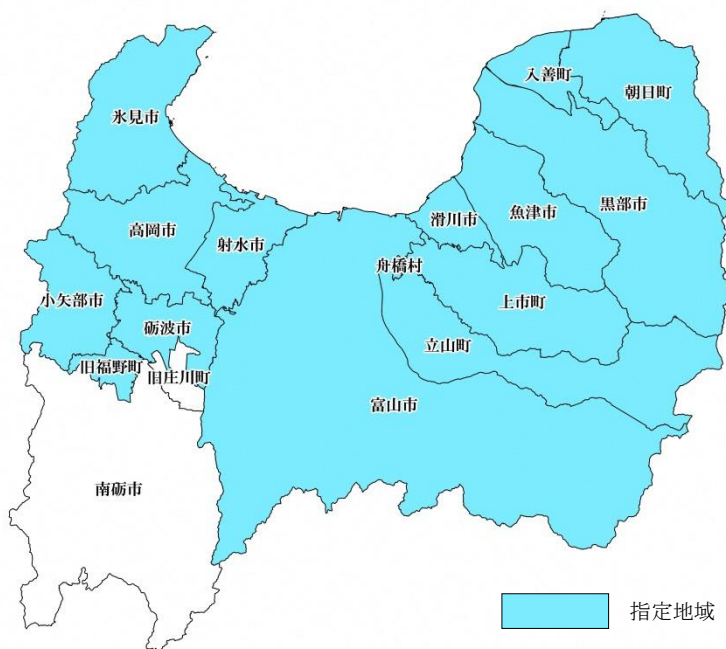 入善町
朝日町
氷見市
黒部市
滑川市
魚津市
高岡市
射水市
舟橋村
小矢部市
上市町
砺波市
立山町
旧福野町
旧庄川町
富山市
南砺市
指定地域